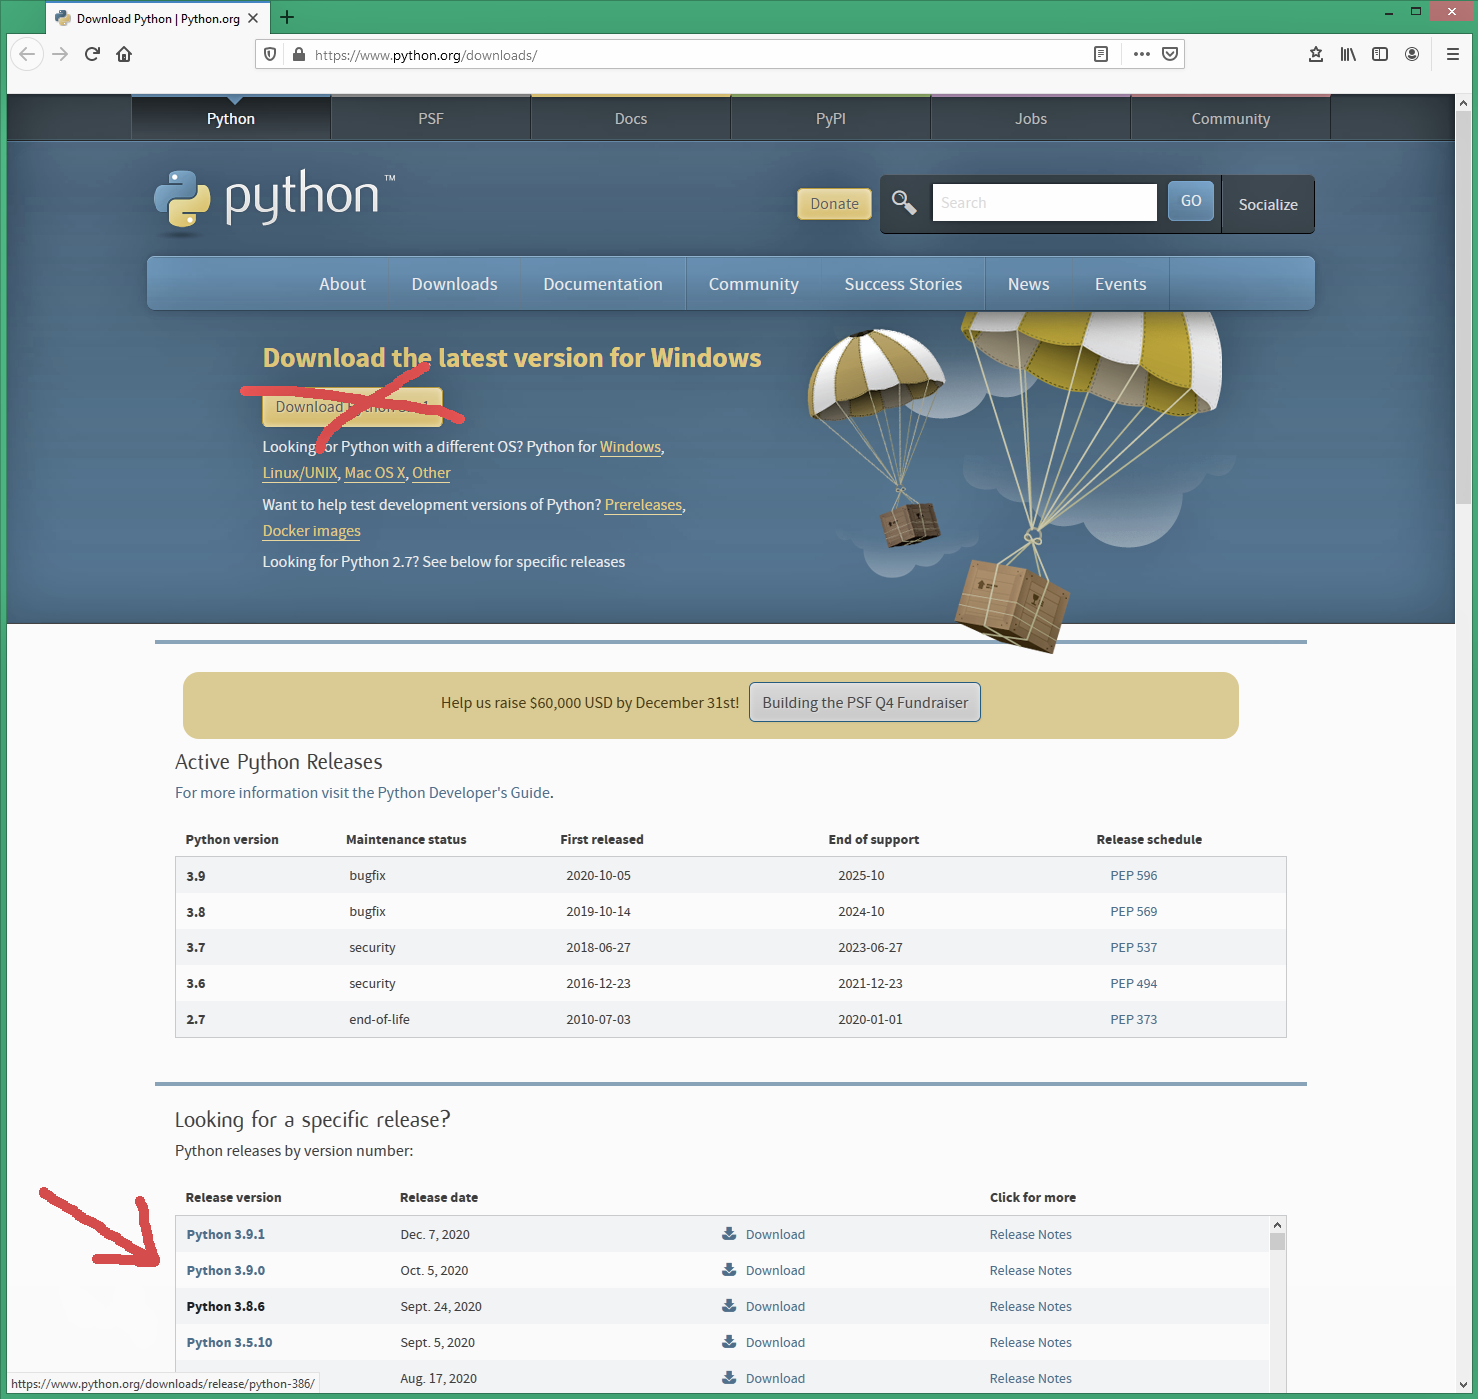 Download Python | Python.org
https://www.python.org/downloads/
Python PSF Docs PyPI Jobs Community
python™
Donate Search GO Socialize
About Downloads Documentation Community Success Stories News Events
Download the latest version for Windows
Download Python
Looking for Python with a different OS? Python for Windows,
Linux/UNIX, Mac OS X, Other
Want to help test development versions of Python? Prereleases,
Docker images
Looking for Python 2.7? See below for specific releases
Help us raise $60,000 USD by December 31st! Building the PSF Q4 Fundraiser
Active Python Releases
For more information visit the Python Developer's Guide.
Python version Maintenance status First released End of support Release schedule
3.9 bugfix 2020-10-05 2025-10 PEP 596
3.8 bugfix 2019-10-14 2024-10 PEP 569
3.7 security 2018-06-27 2023-06-27 PEP 537
3.6 security 2016-12-23 2021-12-23 PEP 494
2.7 end-of-life 2010-07-03 2020-01-01 PEP 373
Looking for a specific release?
Python releases by version number:
Release version Release date Click for more
Python 3.9.1 Dec. 7, 2020 Download Release Notes
Python 3.9.0 Oct. 5, 2020 Download Release Notes
Python 3.8.6 Sept. 24, 2020 Download Release Notes
Python 3.5.10 Sept. 5, 2020 Download Release Notes
Aug. 17, 2020 Download Release Notes
https://www.python.org/downloads/release/python-386/